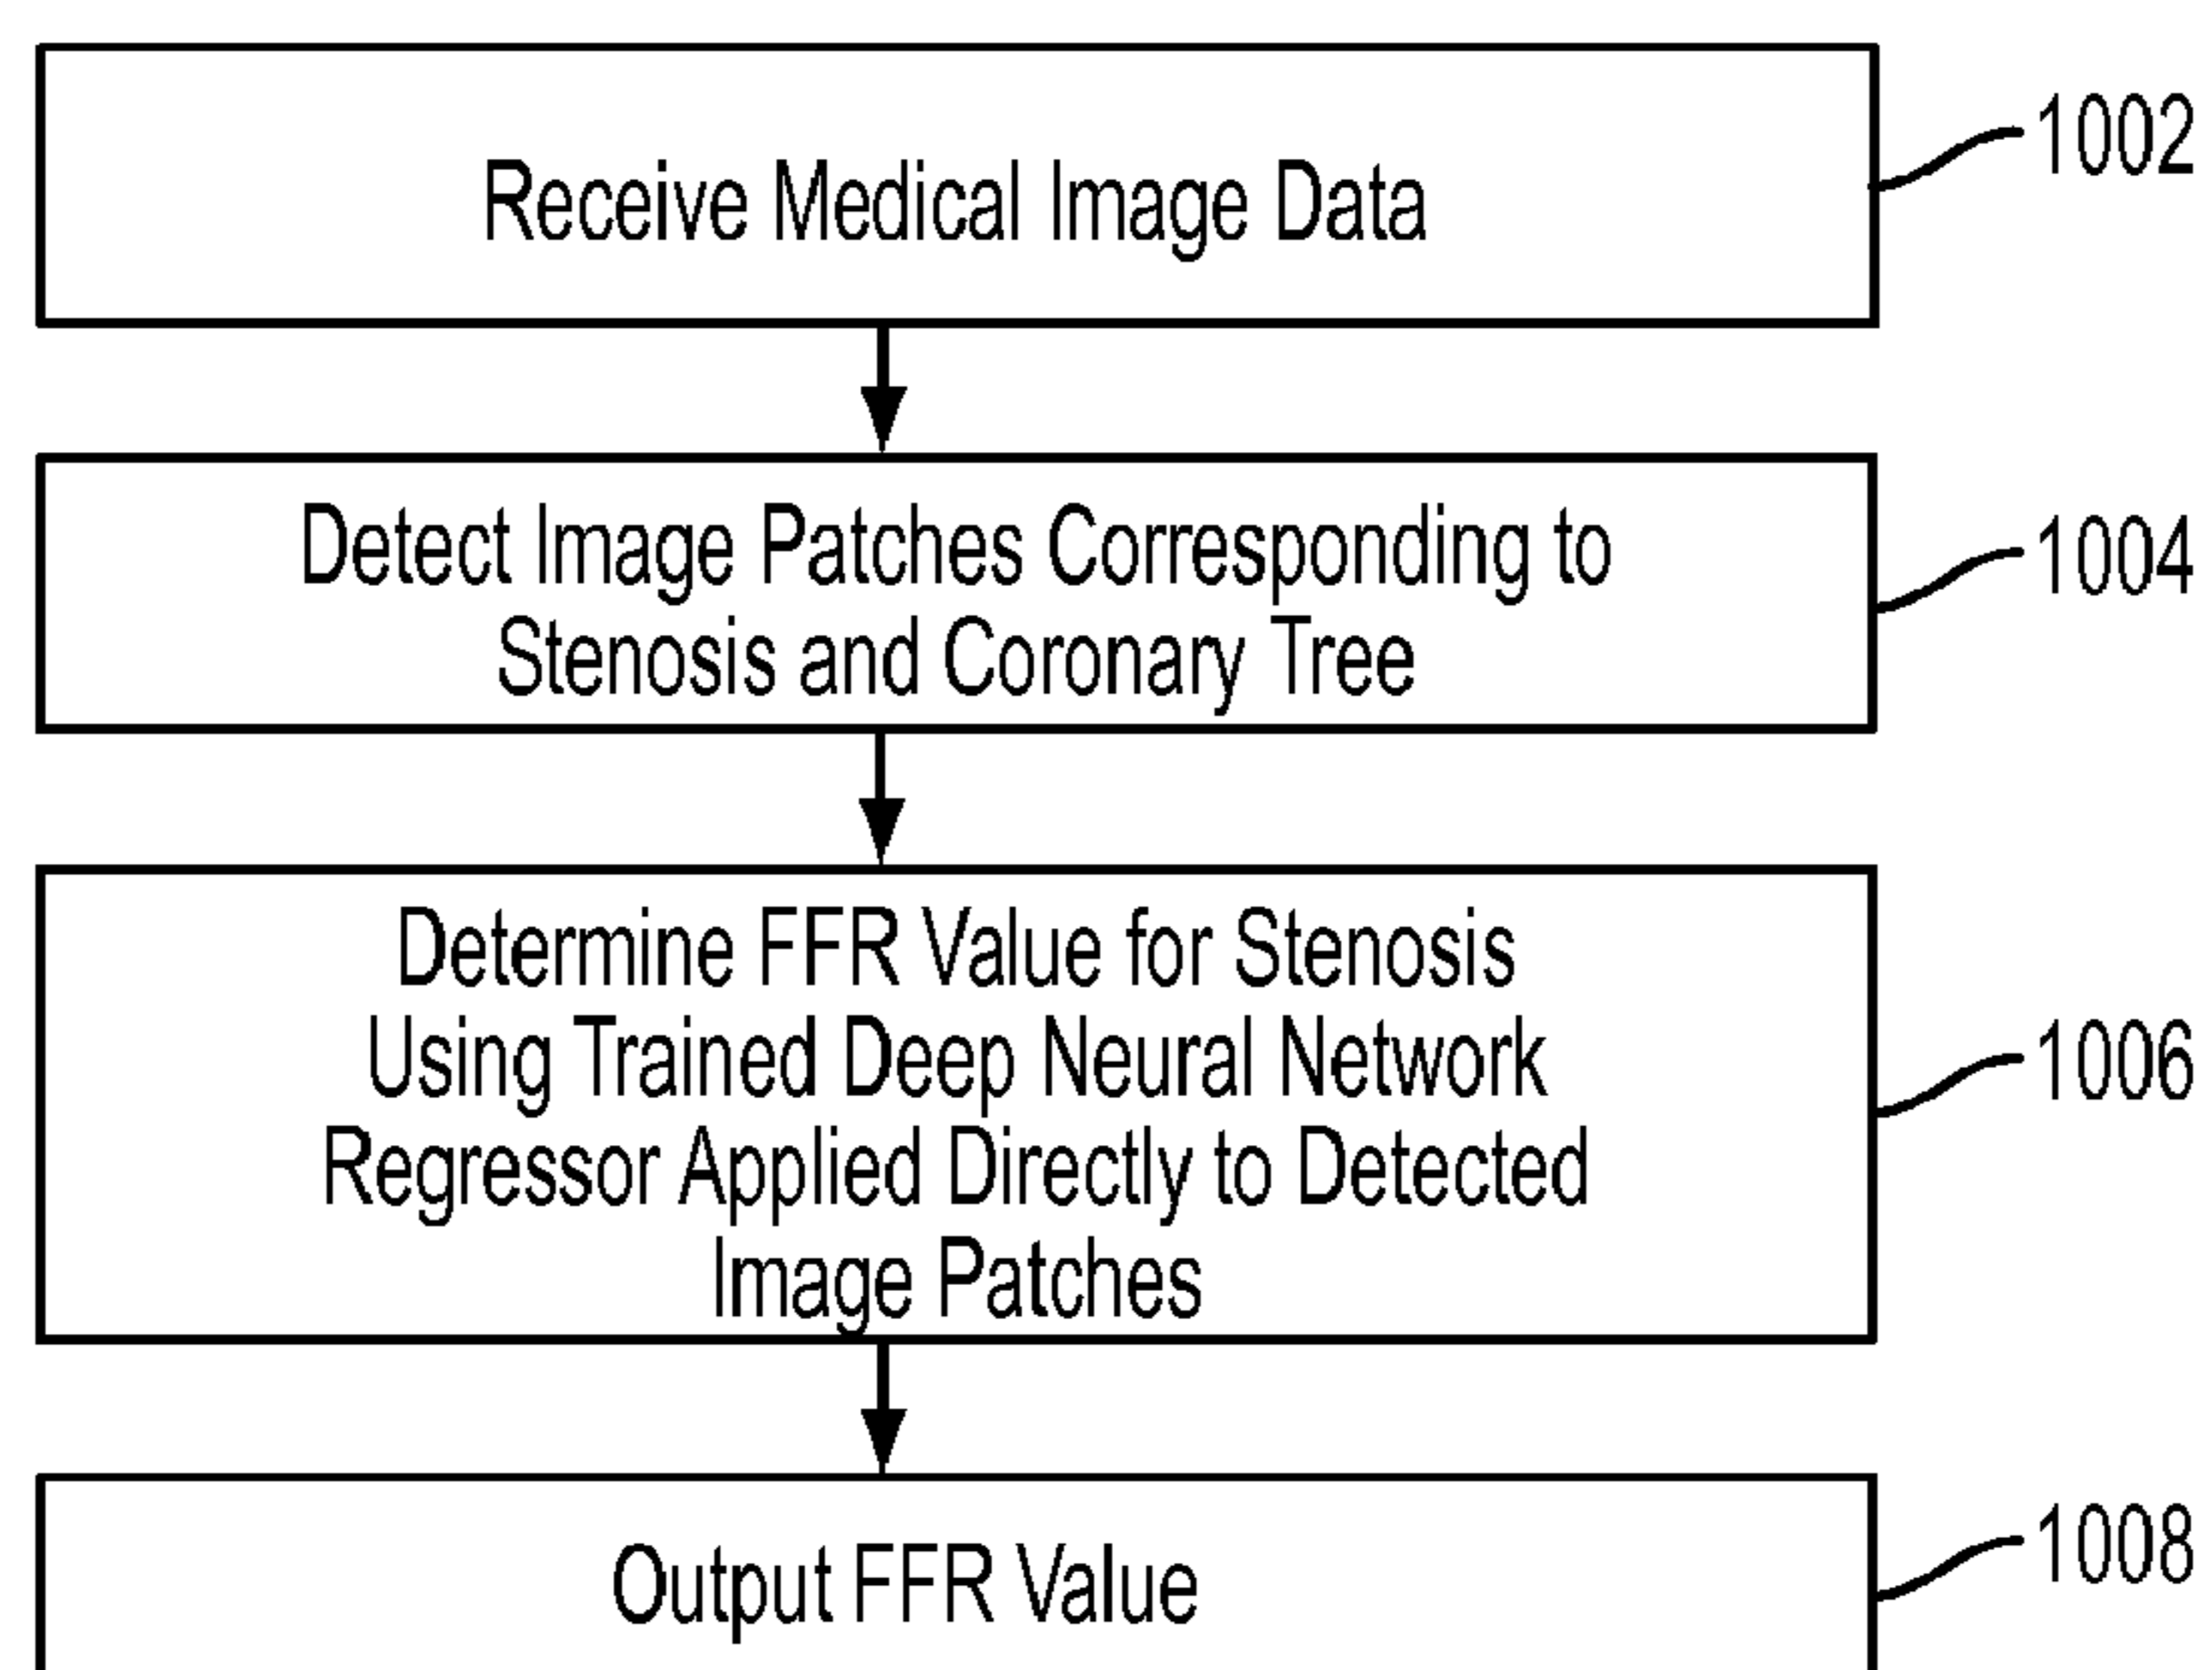 Receive Medical Image Data
1002
Detect Image Patches Corresponding to
Stenosis and Coronary Tree
1004
Determine FFR Value for Stenosis
Using Trained Deep Neural Network
Regressor Applied Directly to Detected
Image Patches
1006
Output FFR Value
1008